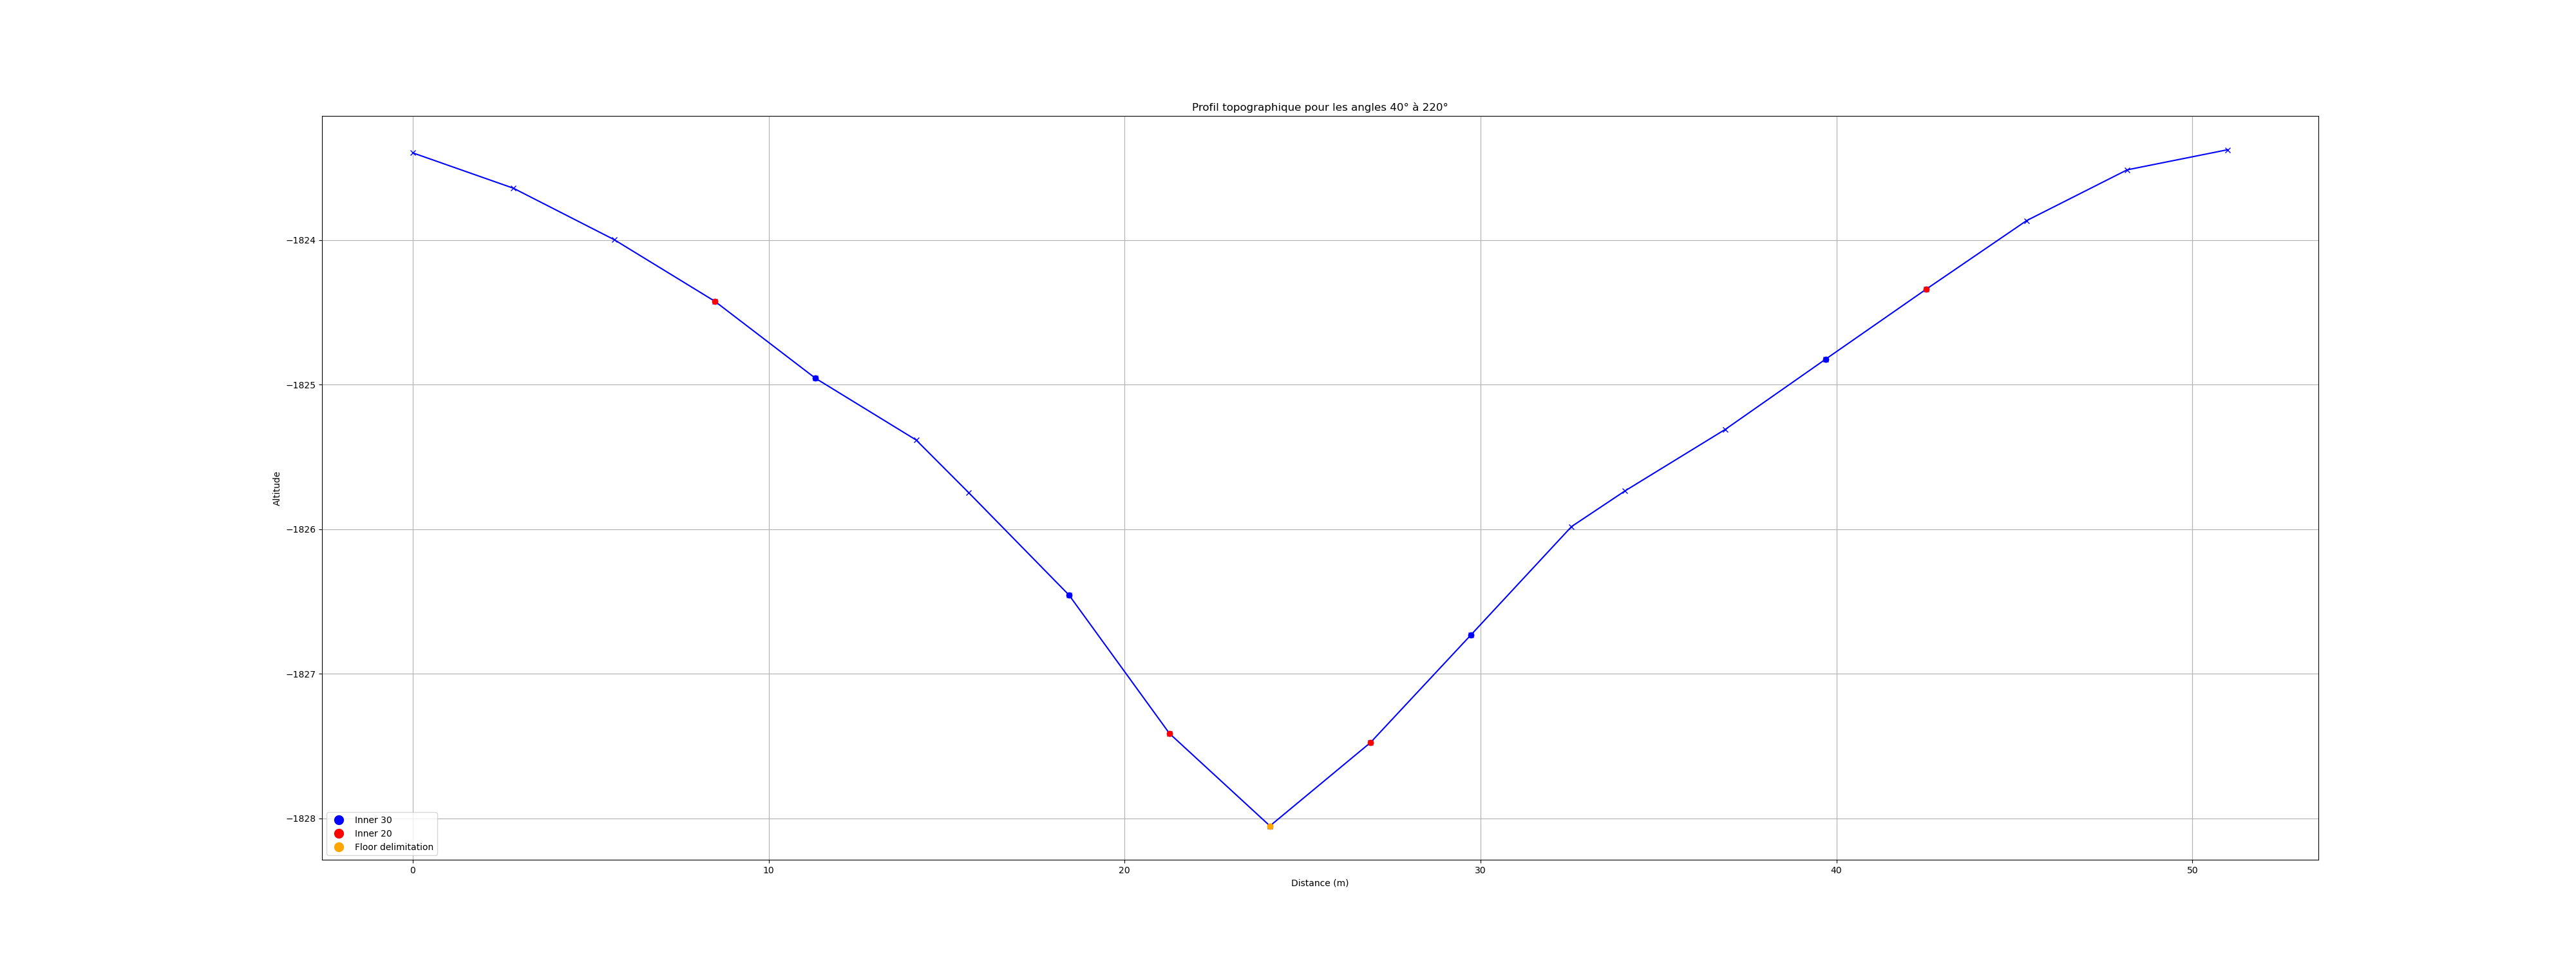 Profil topographique pour les angles 40° à 220°
Altitude
−1824
−1825
−1826
−1827
−1828
Inner 30
Inner 20
Floor delimitation
0 10 20 30 40 50
Distance (m)